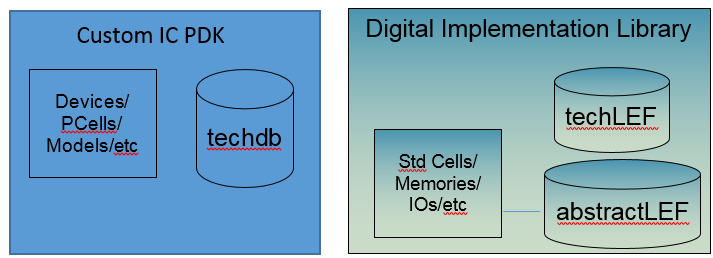 Custom IC PDK
Devices/
PCells/
Models/etc
techdb
Digital Implementation Library
techLEF
Std Cells/
Memories/
IOs/etc
abstractLEF